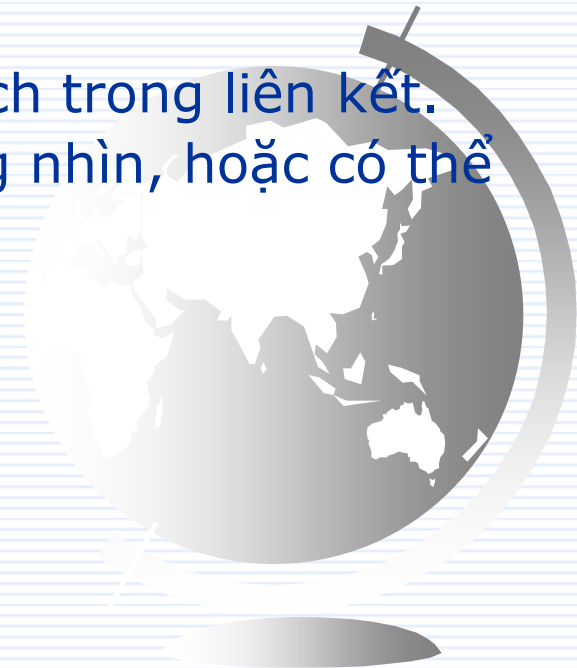 ch trong liên kết.
g nhìn, hoặc có thể